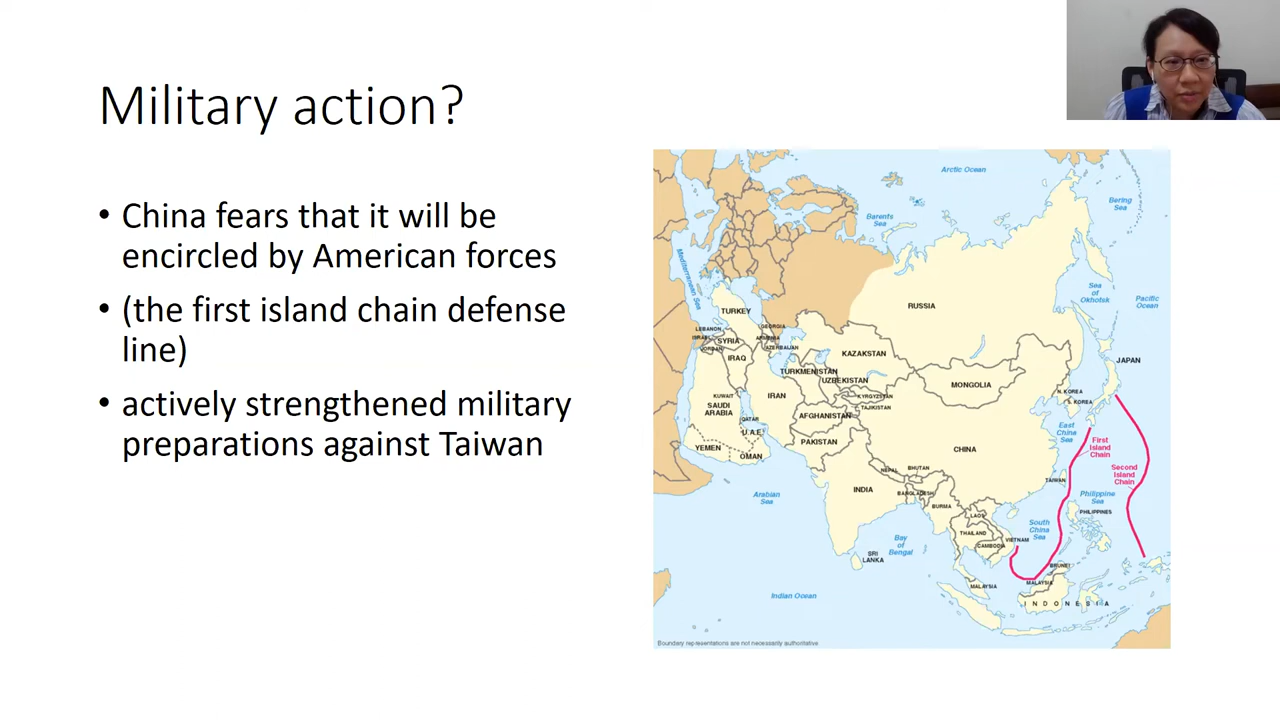 Military action?
• China fears that it will be
encircled by American forces
• (the first island chain defense
line)
• actively strengthened military
preparations against Taiwan
Arctic Ocean
Bering
Sea
Barents
Sea
Mediterranean Sea
Sea
of
Okhotsk
Pacific
Ocean
RUSSIA
TURKEY
GEORGIA
ARMENIA
AZERBAIJAN
LEBANON
ISRAEL
SYRIA
JORDAN
IRAQ
KAZAKSTAN
JAPAN
TURKMENISTAN
UZBEKISTAN
MONGOLIA
KYRGYZSTAN
TAJIKISTAN
N. KOREA
S. KOREA
KUWAIT
IRAN
SAUDI
ARABIA
QATAR
U.A.E.
AFGHANISTAN
PAKISTAN
East
China
Sea
First
Island
Chain
YEMEN
OMAN
CHINA
NEPAL
BHUTAN
Second
Island
Chain
TAIWAN
INDIA
BANGLADESH
BURMA
Philippine
Sea
Arabian
Sea
LAOS
PHILIPPINES
THAILAND
VIETNAM
South
China
Sea
CAMBODIA
Bay
of
Bengal
SRI
LANKA
BRUNEI
MALAYSIA
MALAYSIA
INDONESIA
Indian Ocean
Boundary representations are not necessarily authoritative